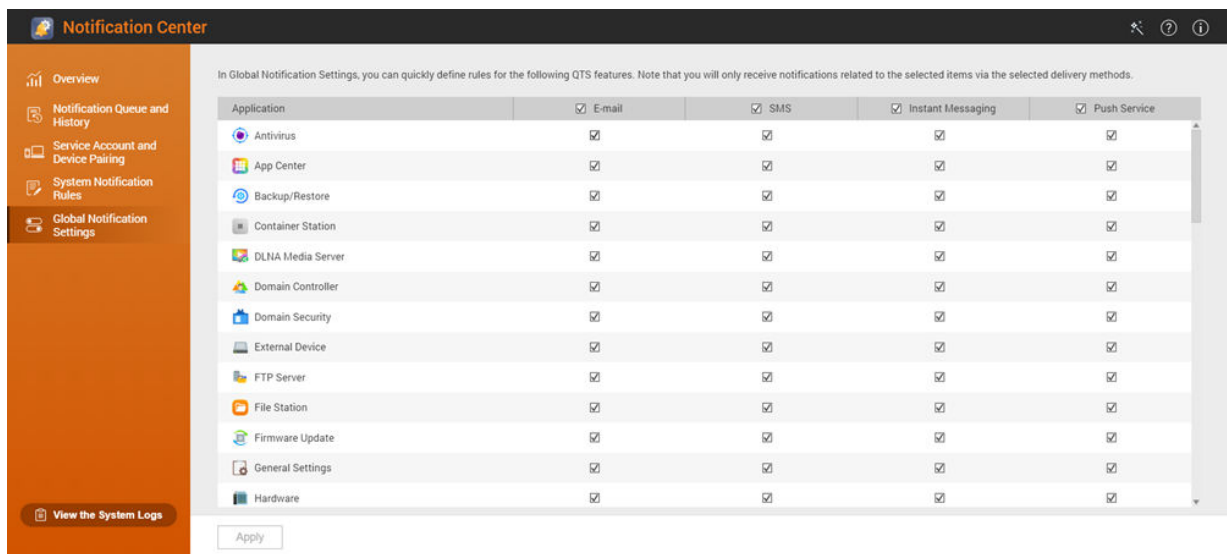 Notification Center
Overview
Notification Queue and
History
Service Account and
Device Pairing
System Notification
Rules
Global Notification
Settings
View the System Logs
In Global Notification Settings, you can quickly define rules for the following QTS features. Note that you will only receive notifications related to the selected items via the selected delivery methods.
Application E-mail SMS Instant Messaging Push Service
Antivirus
App Center
Backup/Restore
Container Station
DLNA Media Server
Domain Controller
Domain Security
External Device
FTP Server
File Station
Firmware Update
General Settings
Hardware
Apply